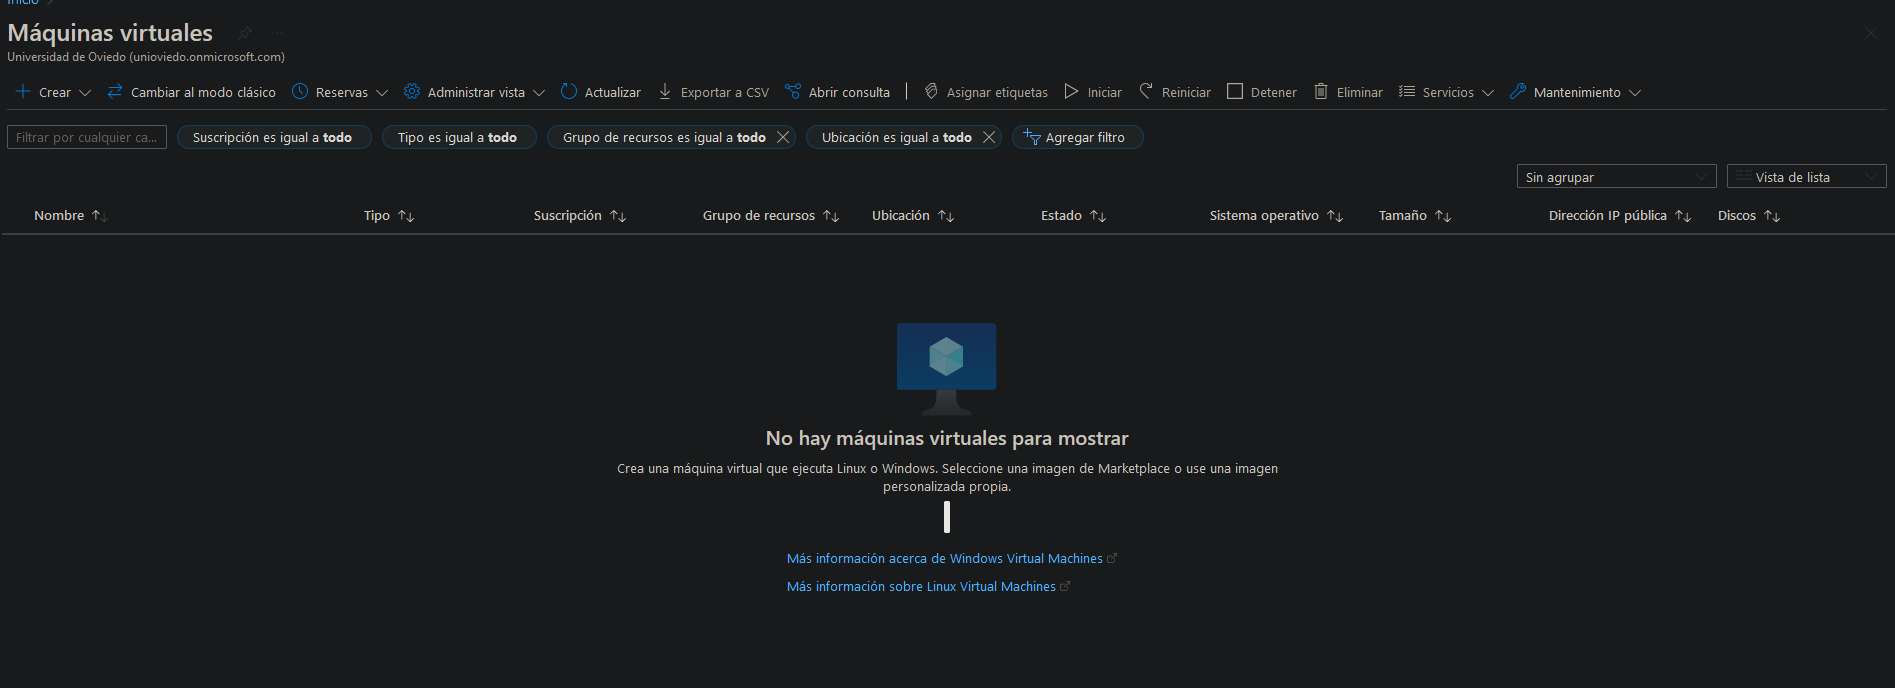 Inicio
Máquinas virtuales
Universidad de Oviedo (unioviedo.onmicrosoft.com)
Crear Cambiar al modo clásico Reservas Administrar vista Actualizar Exportar a CSV Abrir consulta Asignar etiquetas Iniciar Reiniciar Detener Eliminar Servicios Mantenimiento
Filtrar por cualquier ca... Suscripción es igual a todo Tipo es igual a todo Grupo de recursos es igual a todo Ubicación es igual a todo Agregar filtro
Sin agrupar Vista de lista
Nombre Tipo Suscripción Grupo de recursos Ubicación Estado Sistema operativo Tamaño Dirección IP pública Discos
No hay máquinas virtuales para mostrar
Crea una máquina virtual que ejecuta Linux o Windows. Seleccione una imagen de Marketplace o use una imagen
personalizada propia.
Más información acerca de Windows Virtual Machines
Más información sobre Linux Virtual Machines